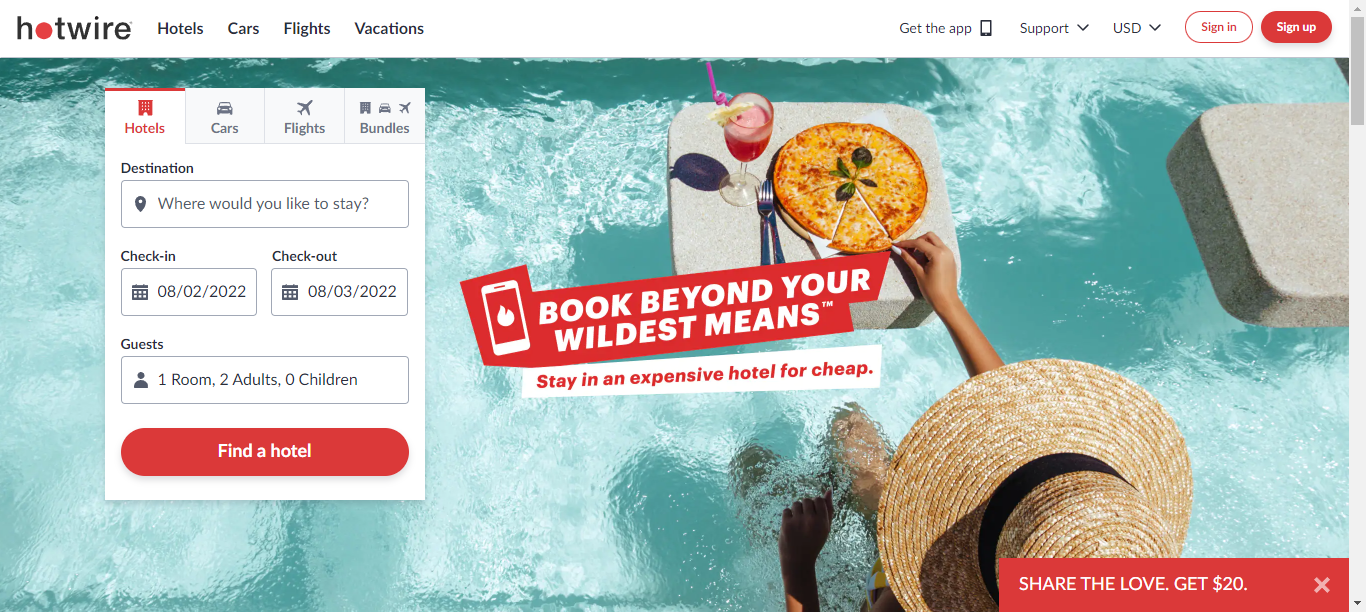 hotwire
Hotels
Cars
Flights
Vacations
Get the app
Support
USD
Sign in
Sign up
Hotels
Cars
Flights
Bundles
Destination
Where would you like to stay?
Check-in
Check-out
08/02/2022
08/03/2022
Guests
1 Room, 2 Adults, 0 Children
Find a hotel
BOOK BEYOND YOUR
WILDEST MEANS™
Stay in an expensive hotel for cheap.
SHARE THE LOVE. GET $20.